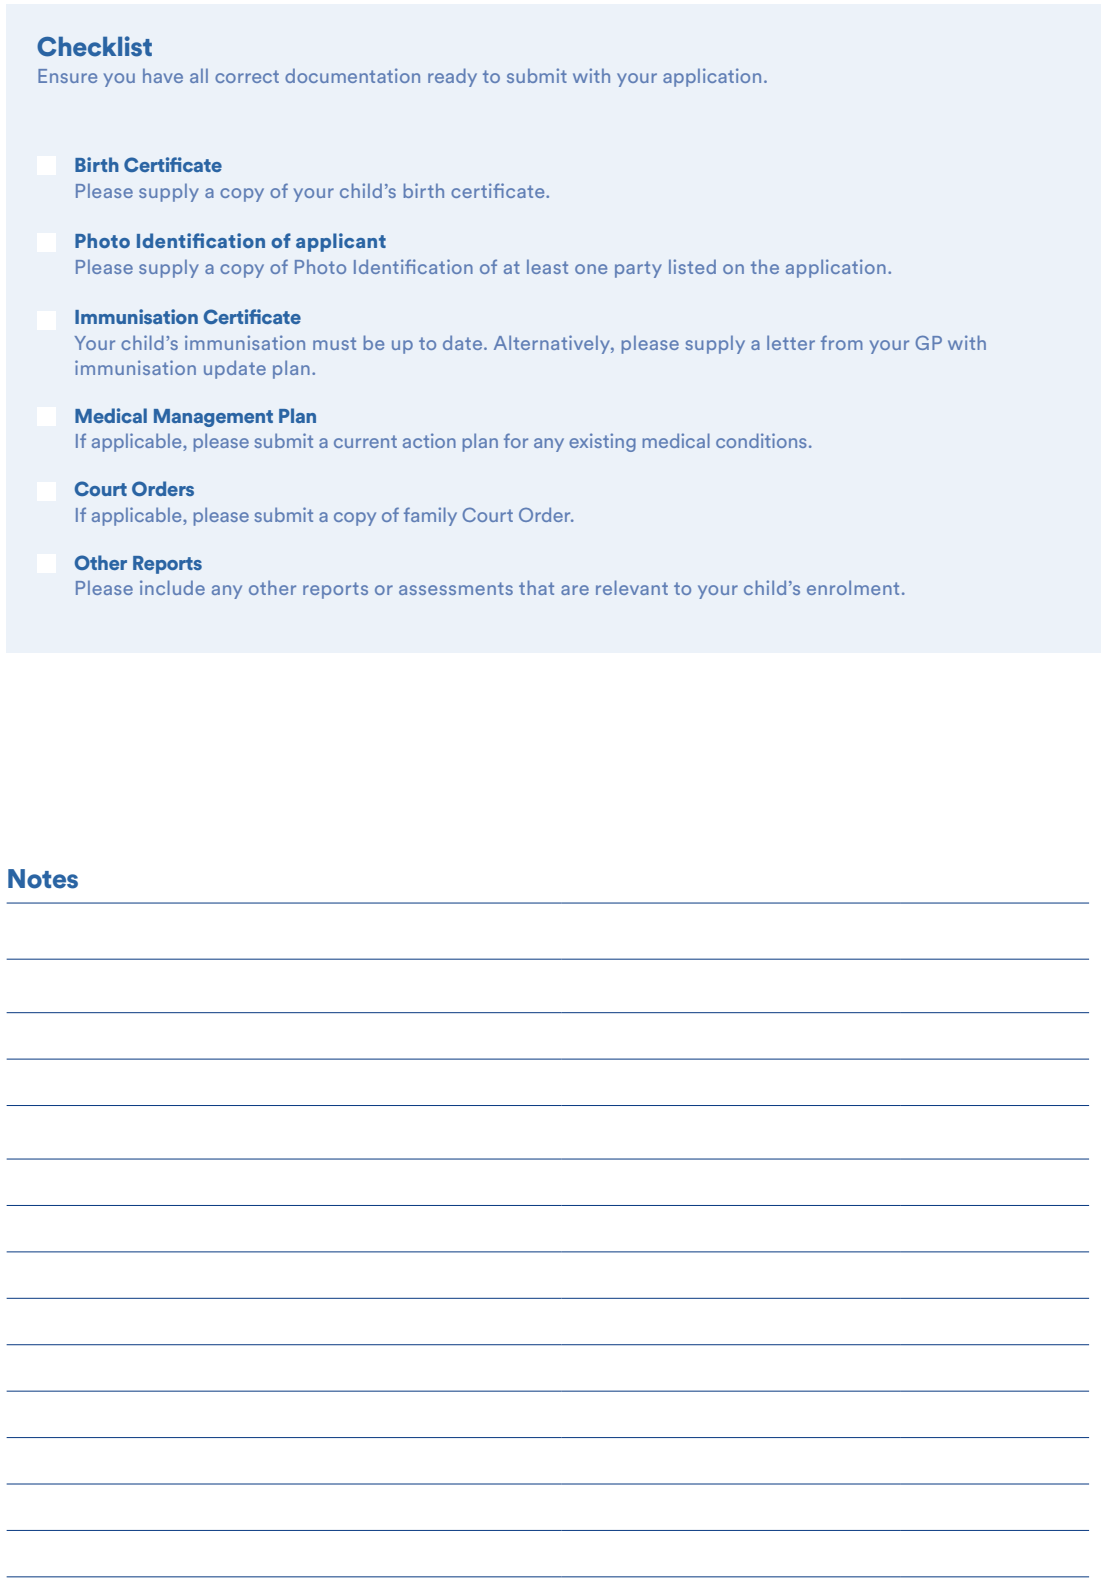 Checklist
Ensure you have all correct documentation ready to submit with your application.
Birth Certificate
Please supply a copy of your child’s birth certificate.
Photo Identification of applicant
Please supply a copy of Photo Identification of at least one party listed on the application.
Immunisation Certificate
Your child’s immunisation must be up to date. Alternatively, please supply a letter from your GP with
immunisation update plan.
Medical Management Plan
If applicable, please submit a current action plan for any existing medical conditions.
Court Orders
If applicable, please submit a copy of family Court Order.
Other Reports
Please include any other reports or assessments that are relevant to your child’s enrolment.
Notes